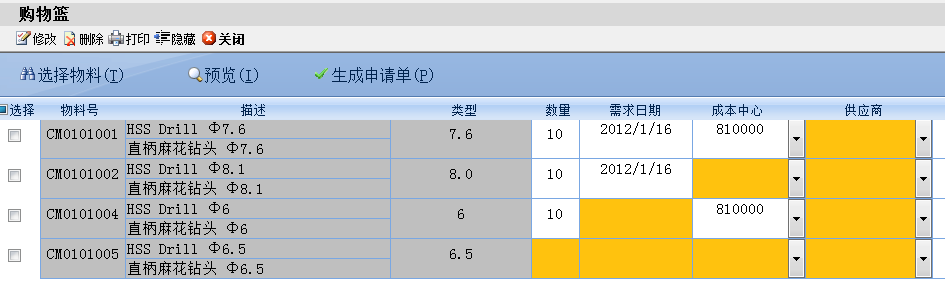 购物篮
修改 删除 打印 隐藏 关闭
选择物料(T) 预览(I) 生成申请单(P)
选择 物料号 描述 类型 数量 需求日期 成本中心 供应商
CM0101001 HSS Drill Φ7.6 7.6 10 2012/1/16 810000
直柄麻花钻头 Φ7.6
CM0101002 HSS Drill Φ8.1 8.0 10 2012/1/16
直柄麻花钻头 Φ8.1
CM0101004 HSS Drill Φ6 6 10 810000
直柄麻花钻头 Φ6
CM0101005 HSS Drill Φ6.5 6.5
直柄麻花钻头 Φ6.5